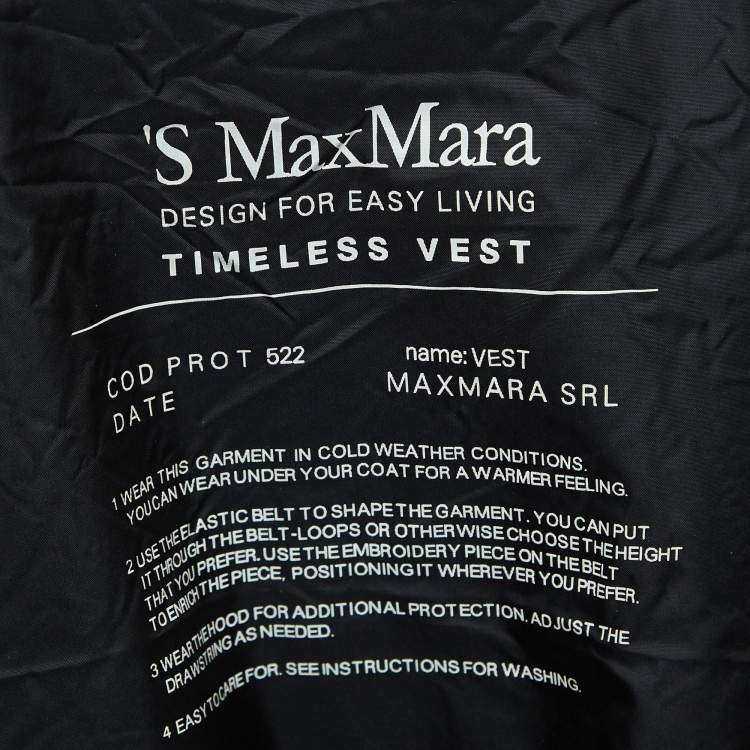 'S MaxMara
DESIGN FOR EASY LIVING
TIMELESS VEST
COD PROT 522
DATE
name: VEST
MAXMARA SRL
1 WEAR THIS GARMENT IN COLD WEATHER CONDITIONS.
YOU CAN WEAR UNDER YOUR COAT FOR A WARMER FEELING.
2 USE THE ELASTIC BELT TO SHAPE THE GARMENT. YOU CAN PUT
IT THROUGH THE BELT-LOOPS OR OTHERWISE CHOOSE THE HEIGHT
THAT YOU PREFER. USE THE EMBROIDERY PIECE ON THE BELT
TO ENRICH THE PIECE, POSITIONING IT WHEREVER YOU PREFER.
3 WEAR THE HOOD FOR ADDITIONAL PROTECTION. ADJUST THE
DRAWSTRING AS NEEDED.
4 EASY TO CARE FOR. SEE INSTRUCTIONS FOR WASHING.